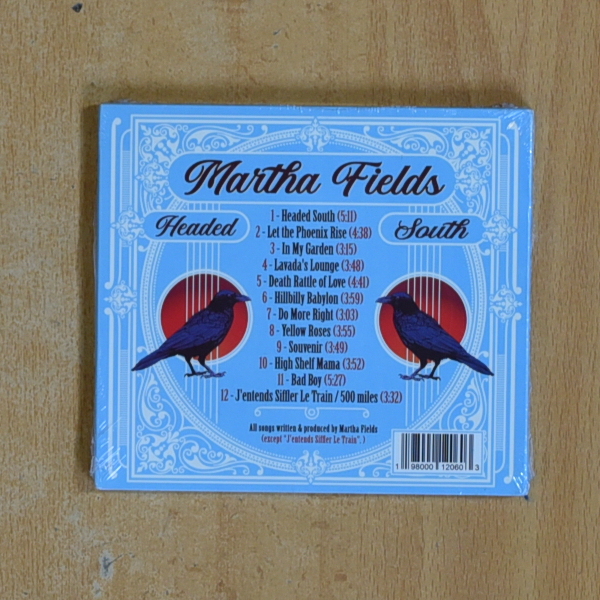 Martha Fields
Headed South
1 - Headed South (5:11)
2 - Let the Phoenix Rise (4:38)
3 - In My Garden (3:15)
4 - Lavada's Lounge (3:48)
5 - Death Rattle of Love (4:41)
6 - Hillbilly Babylon (3:59)
7 - Do More Right (3:03)
8 - Yellow Roses (3:55)
9 - Souvenir (3:49)
10 - High Shelf Mama (3:52)
11 - Bad Boy (5:27)
12 - J'entends Siffler Le Train / 500 miles (3:32)
All songs written & produced by Martha Fields
(except "J'entends Siffler Le Train". )
1 98000 12060 3